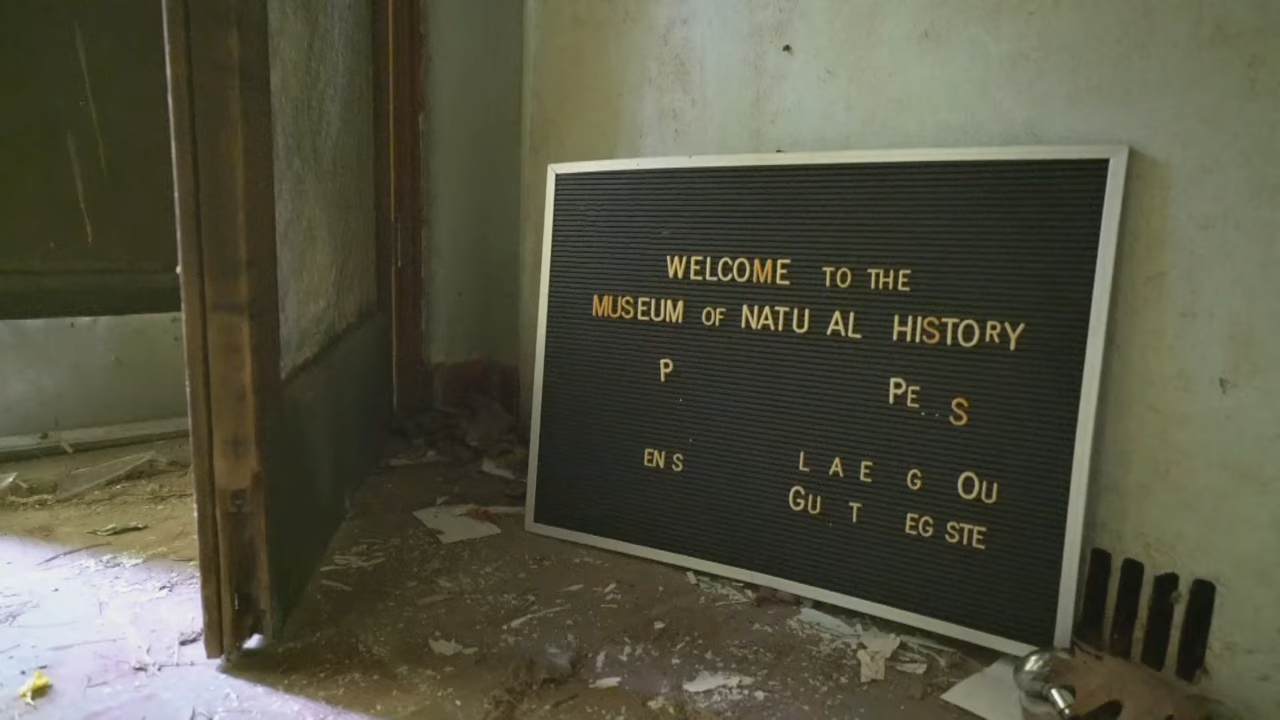 WELCOME TO THE
MUSEUM OF NATU AL HISTORY
P PE S
EN S L A E G OU
GU T EG STE